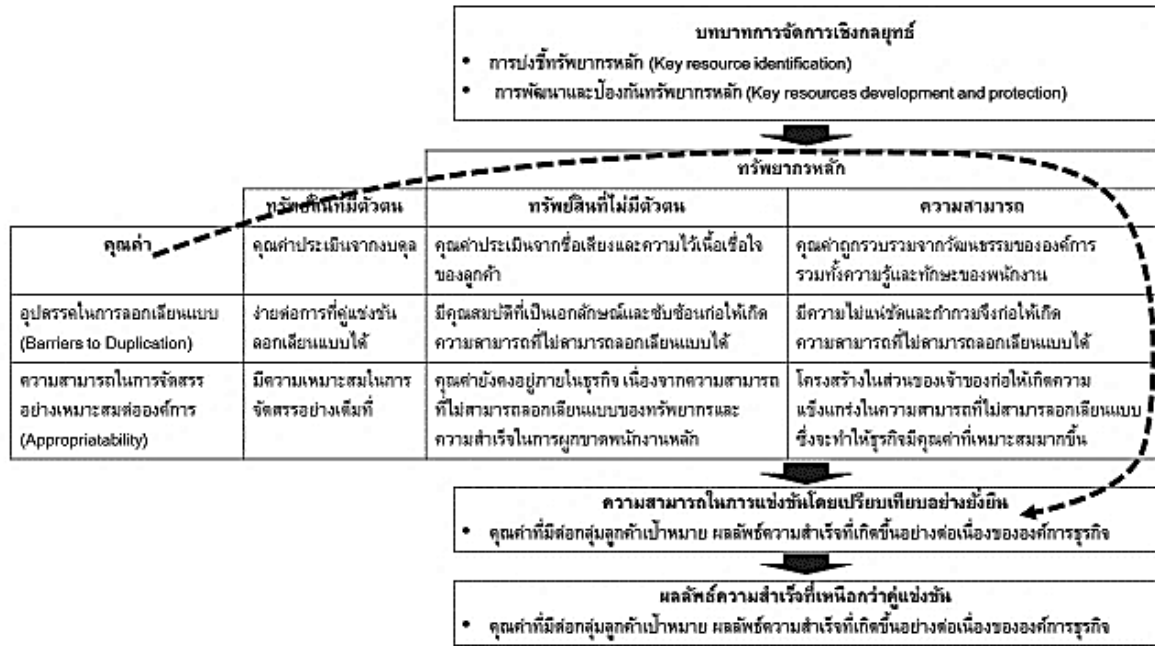 บทบาทการจัดการเชิงกลยุทธ์
• การบ่งชี้ทรัพยากรหลัก (Key resource identification)
• การพัฒนาและป้องกันทรัพยากรหลัก (Key resources development and protection)
ทรัพยากรหลัก
ทรัพย์สินที่มีตัวตน
ทรัพย์สินที่ไม่มีตัวตน
ความสามารถ
คุณค่า
คุณค่าประเมินจากงบดุล
คุณค่าประเมินจากชื่อเสียงและความไว้เนื้อเชื่อใจ
ของลูกค้า
คุณค่าถูกรวบรวมจากวัฒนธรรมขององค์การ
รวมทั้งความรู้และทักษะของพนักงาน
อุปสรรคในการลอกเลียนแบบ
(Barriers to Duplication)
ง่ายต่อการที่คู่แข่งขัน
ลอกเลียนแบบได้
มีคุณสมบัติที่เป็นเอกลักษณ์และซับซ้อนก่อให้เกิด
ความสามารถที่ไม่สามารถลอกเลียนแบบได้
มีความไม่แน่ชัดและกำกวมจึงก่อให้เกิด
ความสามารถที่ไม่สามารถลอกเลียนแบบได้
ความสามารถในการจัดสรร
อย่างเหมาะสมต่อองค์การ
(Appropriatability)
มีความเหมาะสมในการ
จัดสรรอย่างเต็มที่
คุณค่ายังคงอยู่ภายในธุรกิจ เนื่องจากความสามารถ
ที่ไม่สามารถลอกเลียนแบบของทรัพยากรและ
ความสำเร็จในการผูกขาดพนักงานหลัก
โครงสร้างในส่วนของเจ้าของก่อให้เกิดความ
แข็งแกร่งในความสามารถที่ไม่สามารลอกเลียนแบบ
ซึ่งจะทำให้ธุรกิจมีคุณค่าที่เหมาะสมมากขึ้น
ความสามารถในการแข่งขันโดยเปรียบเทียบอย่างยั่งยืน
• คุณค่าที่มีต่อกลุ่มลูกค้าเป้าหมาย ผลลัพธ์ความสำเร็จที่เกิดขึ้นอย่างต่อเนื่องขององค์การธุรกิจ
ผลลัพธ์ความสำเร็จที่เหนือกว่าคู่แข่งขัน
• คุณค่าที่มีต่อกลุ่มลูกค้าเป้าหมาย ผลลัพธ์ความสำเร็จที่เกิดขึ้นอย่างต่อเนื่องขององค์การธุรกิจ